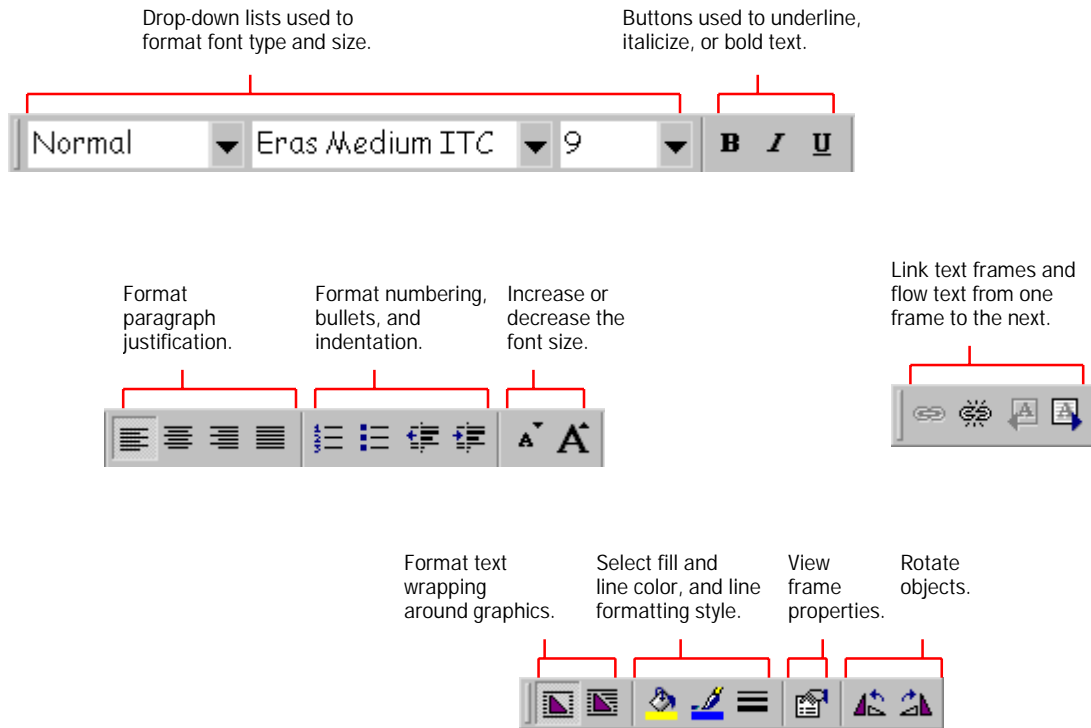 Drop-down lists used to
format font type and size.
Buttons used to underline,
italicize, or bold text.
Normal Eras Medium ITC 9 B I U
Link text frames and
flow text from one
frame to the next.
Format
paragraph
justification.
Format numbering,
bullets, and
indentation.
Increase or
decrease the
font size.
1
2
3
A A
A A
Format text
wrapping
around graphics.
Select fill and
line color, and line
formatting style.
View
frame
properties.
Rotate
objects.